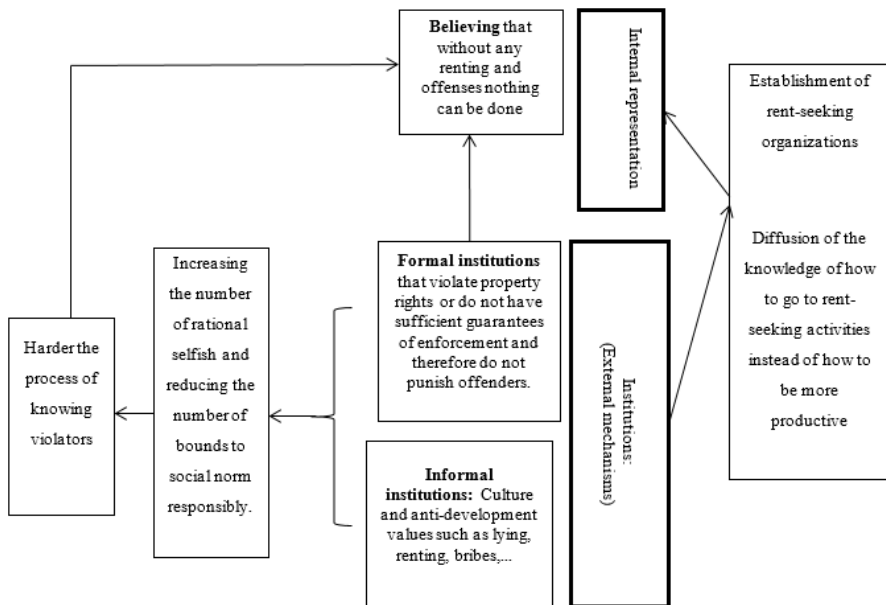 Believing that
without any
renting and
offenses nothing
can be done
Internal representation
Establishment of
rent-seeking
organizations
Diffusion of the
knowledge of how
to go to rent-
seeking activities
instead of how to
be more
productive
Increasing
the number
of rational
selfish and
reducing the
number of
bounds to
social norm
responsibly.
Formal institutions
that violate property
rights or do not have
sufficient guarantees
of enforcement and
therefore do not
punish offenders.
Institutions:
(External mechanisms)
Harder the
process of
knowing
violators
Informal
institutions: Culture
and anti-development
values such as lying,
renting, bribes,...